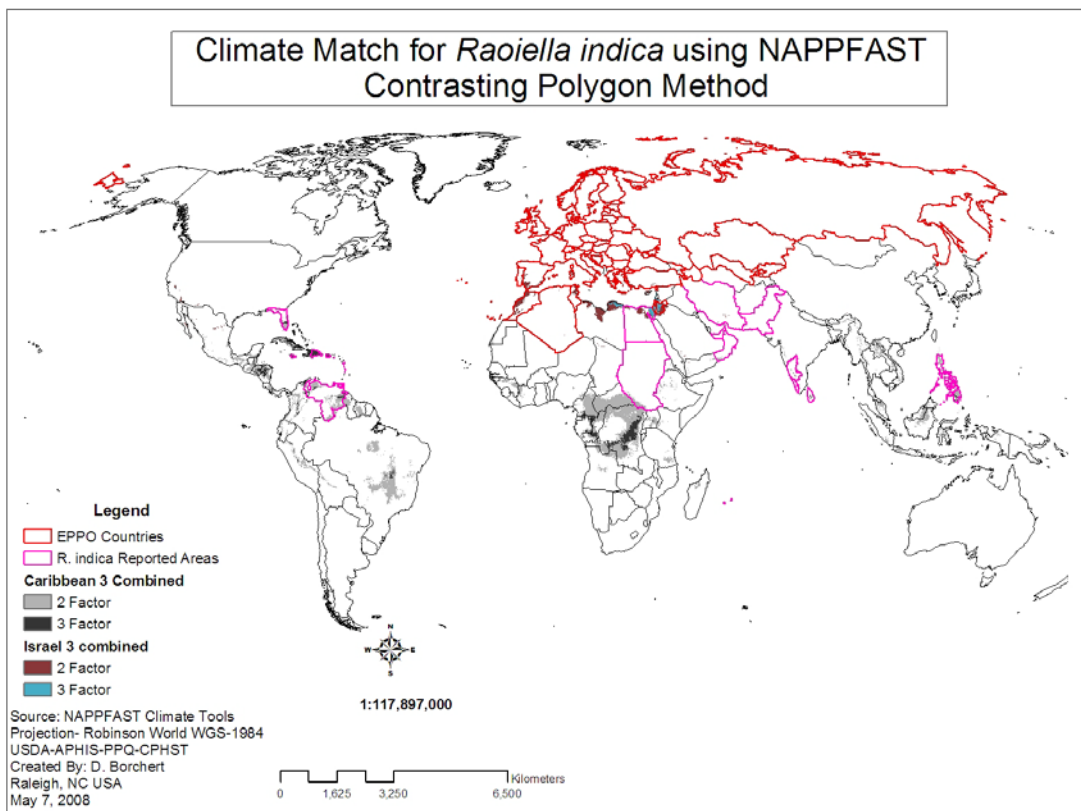 Climate Match for Raoiella indica using NAPPFAST
Contrasting Polygon Method
Legend
EPPO Countries
R. indica Reported Areas
Caribbean 3 Combined
2 Factor
3 Factor
Israel 3 combined
2 Factor
3 Factor
N
W E
S
1:117,897,000
Source: NAPPFAST Climate Tools
Projection- Robinson World WGS-1984
USDA-APHIS-PPQ-CPHST
Created By: D. Borchert
Raleigh, NC USA
May 7, 2008
Kilometers
0 1,625 3,250 6,500